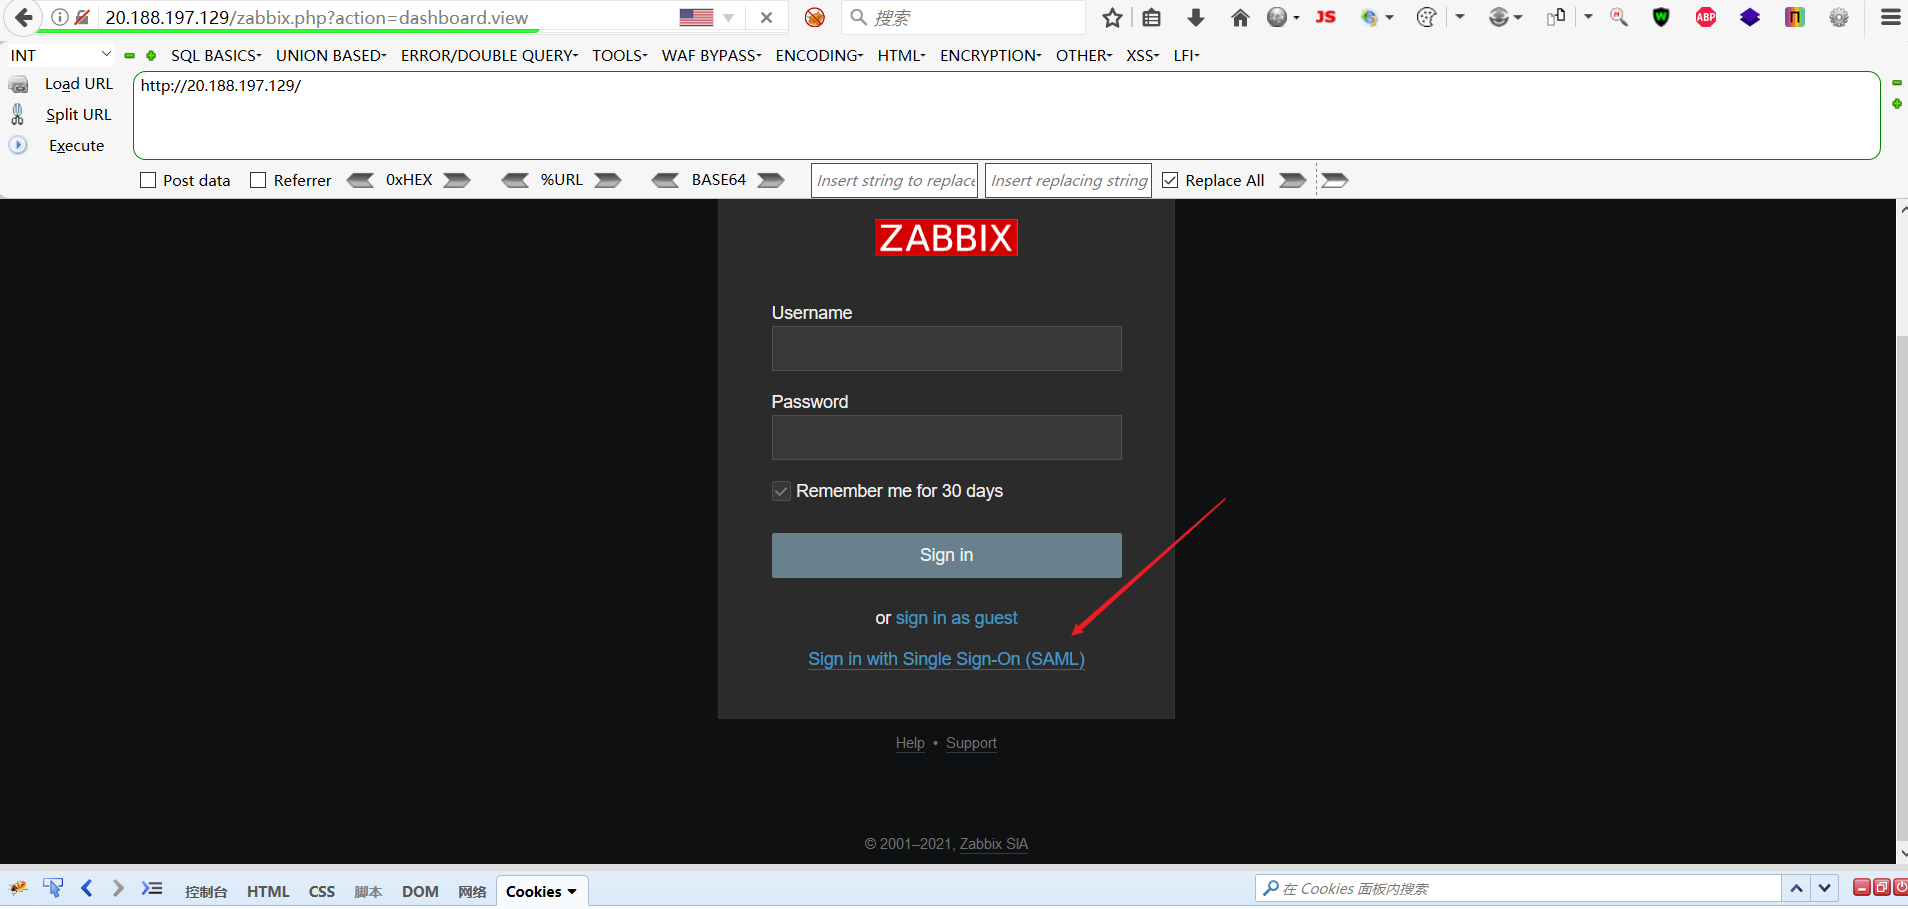 20.188.197.129/zabbix.php?action=dashboard.view
搜索
JS
ABP
INT
SQL BASICS
UNION BASED
ERROR/DOUBLE QUERY
TOOLS
WAF BYPASS
ENCODING
HTML
ENCRYPTION
OTHER
XSS
LFI
Load URL
http://20.188.197.129/
Split URL
Execute
Post data
Referrer
0xHEX
%URL
BASE64
Insert string to replace
Insert replacing string
Replace All
ZABBIX
Username
Password
Remember me for 30 days
Sign in
or sign in as guest
Sign in with Single Sign-On (SAML)
Help • Support
© 2001–2021, Zabbix SIA
控制台
HTML
CSS
脚本
DOM
网络
Cookies
在 Cookies 面板内搜索